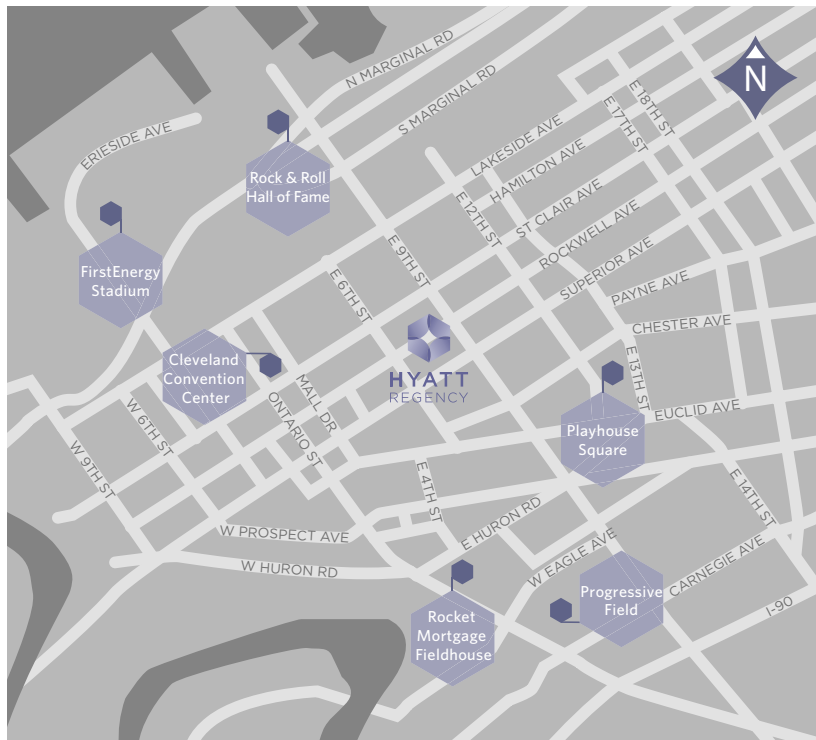 N MARGINAL RD
N
S MARGINAL RD
E 18TH ST
E 17TH ST
ERIESIDE AVE
LAKESIDE AVE
HAMILTON AVE
Rock & Roll
Hall of Fame
E 12TH ST
ST CLAIR AVE
ROCKWELL AVE
E 9TH ST
SUPERIOR AVE
FirstEnergy
Stadium
E 6TH ST
PAYNE AVE
CHESTER AVE
Cleveland
Convention
Center
HYATT
REGENCY
E 13TH ST
MALL DR
ONTARIO ST
W 6TH ST
EUCLID AVE
Playhouse
Square
W 9TH ST
E 4TH ST
E 14TH ST
W PROSPECT AVE
E HURON RD
W EAGLE AVE
W HURON RD
CARNEGIE AVE
Progressive
Field
I-90
Rocket
Mortgage
Fieldhouse